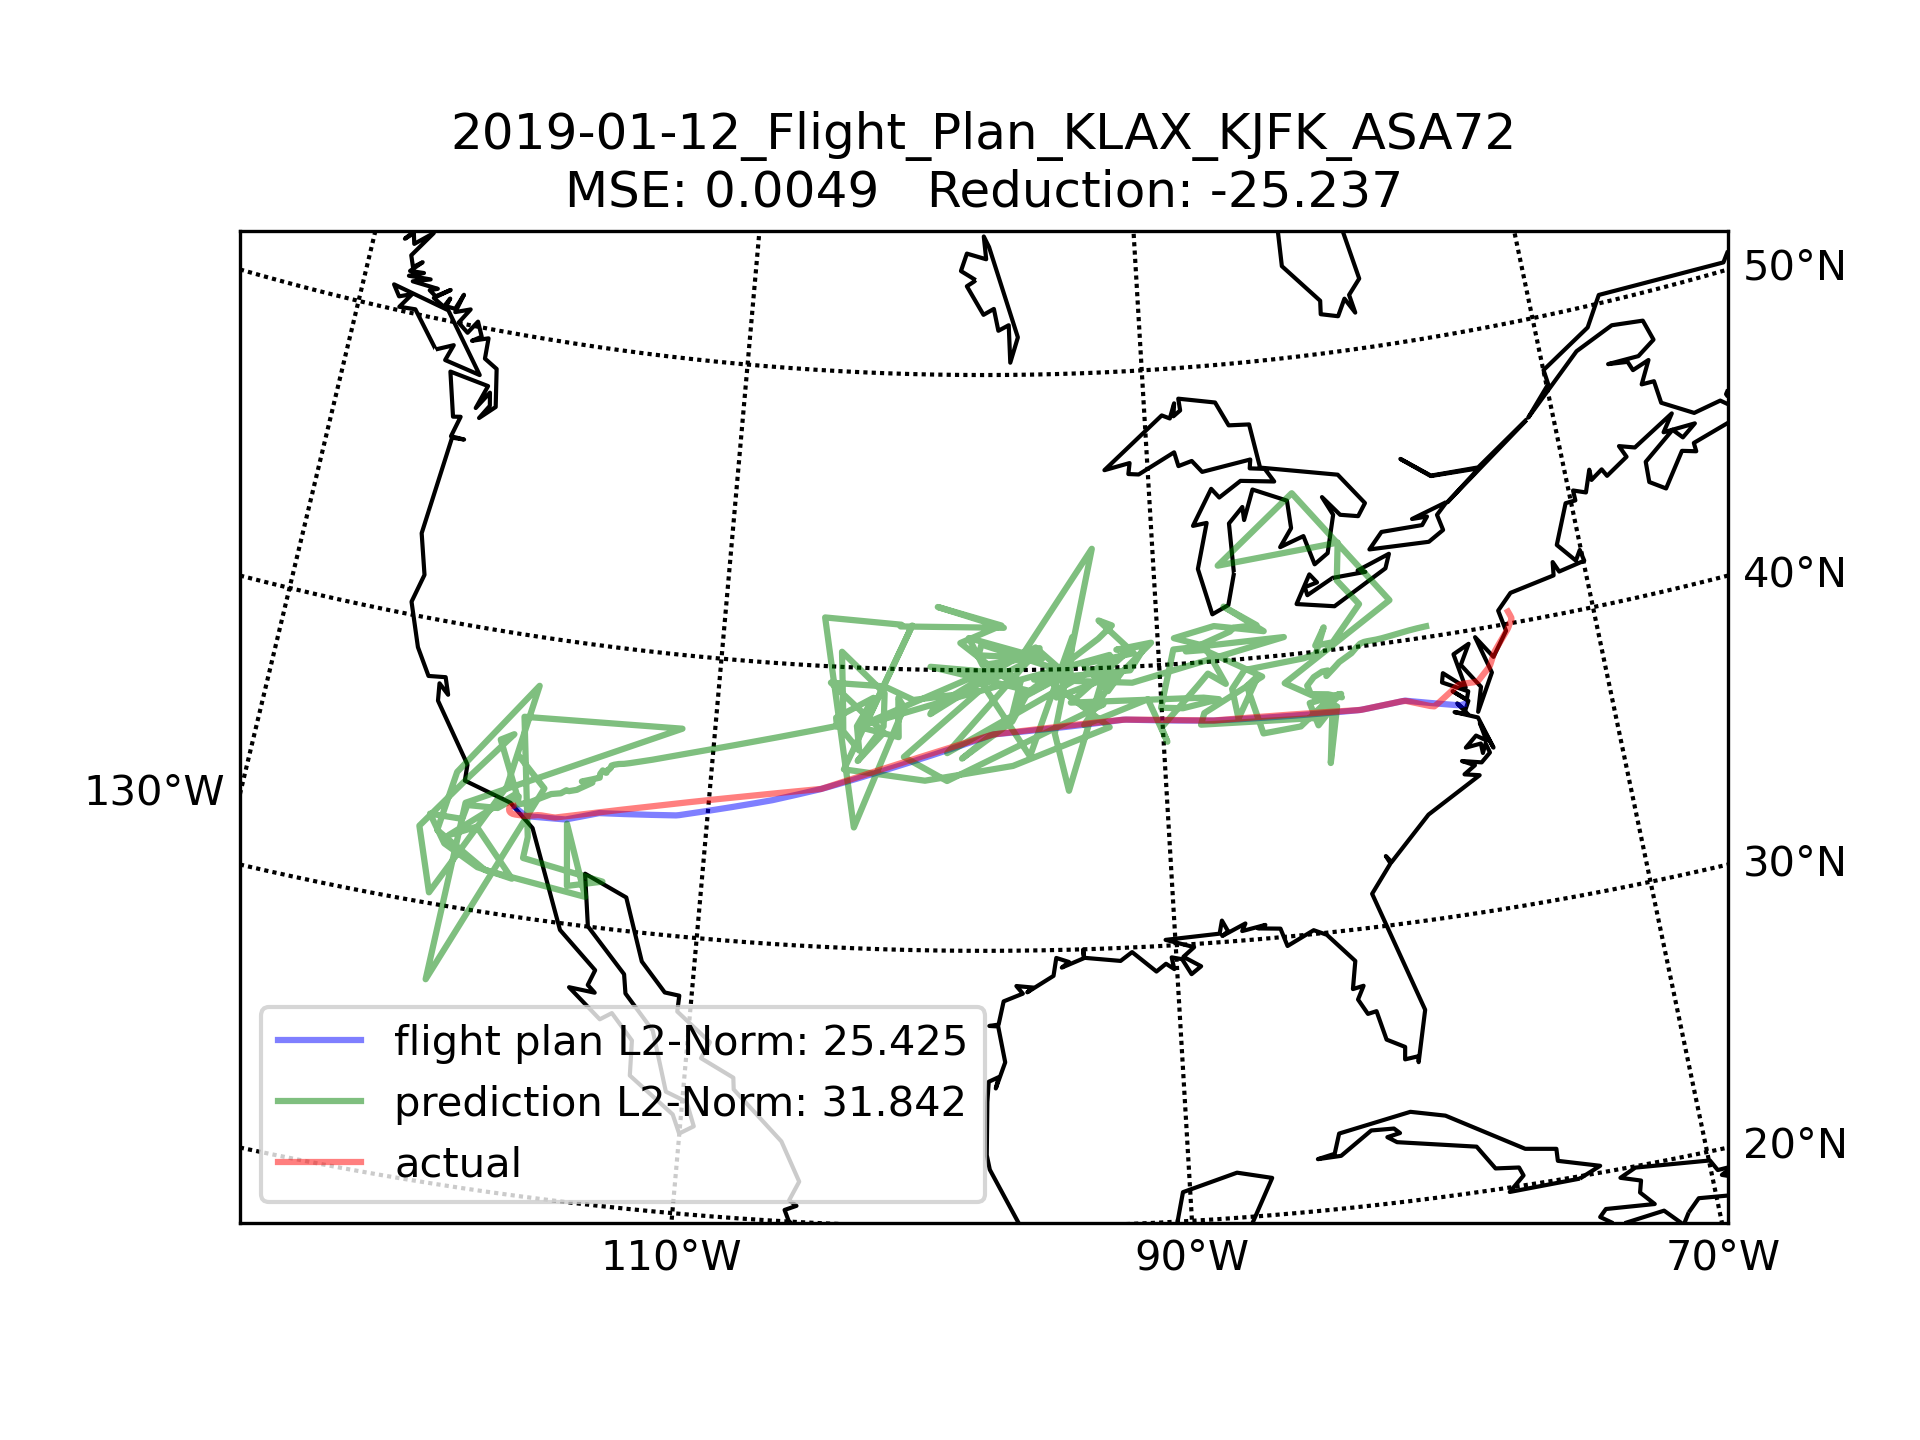 2019-01-12_Flight_Plan_KLAX_KJFK_ASA72
MSE: 0.0049   Reduction: -25.237
50°N
40°N
130°W
30°N
flight plan L2-Norm: 25.425
prediction L2-Norm: 31.842
actual
20°N
110°W
90°W
70°W